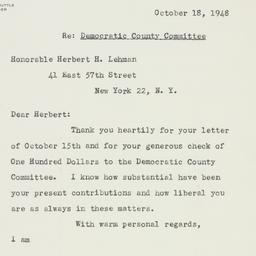 October 18, 1948
Re: Democratic County Committee
Honorable Herbert H. Lehman
41 East 57th Street
New York 22, N. Y.
Dear Herbert:
Thank you heartily for your letter
of October 15th and for your generous check of
One Hundred Dollars to the Democratic County
Committee. I know how substantial have been
your present contributions and how liberal you
are as always in these matters.
With warm personal regards,
I am